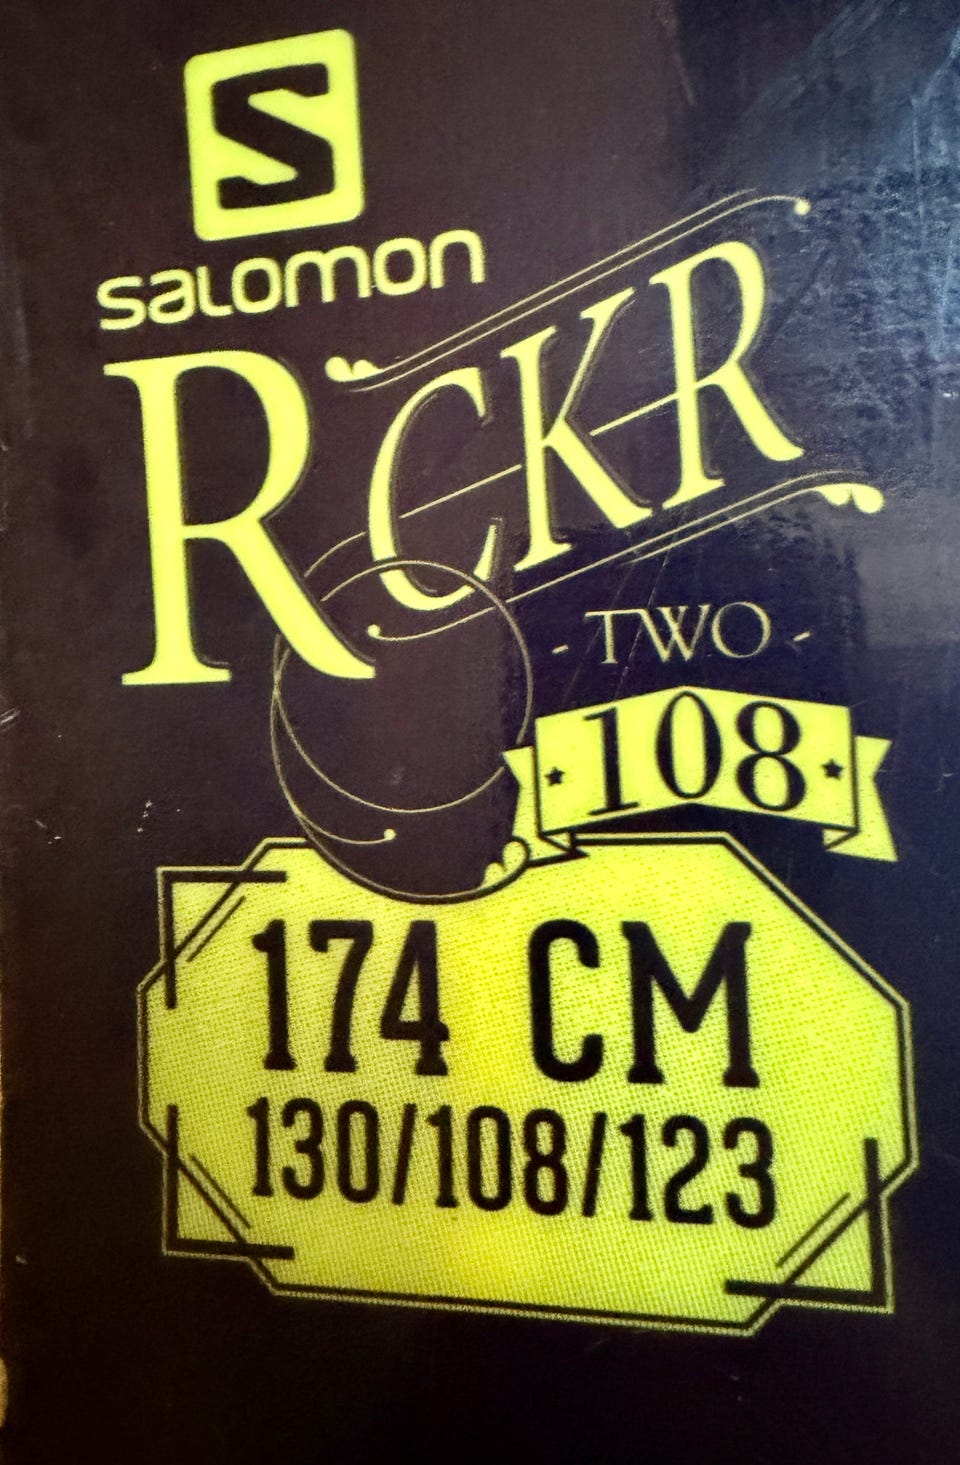 S
salomon
RCKR
- TWO -
108
174 CM
130/108/123